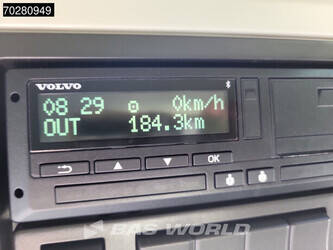 70280949
VOLVO
08 29 0km/h
OUT 184.3km
OK
BAS WORLD